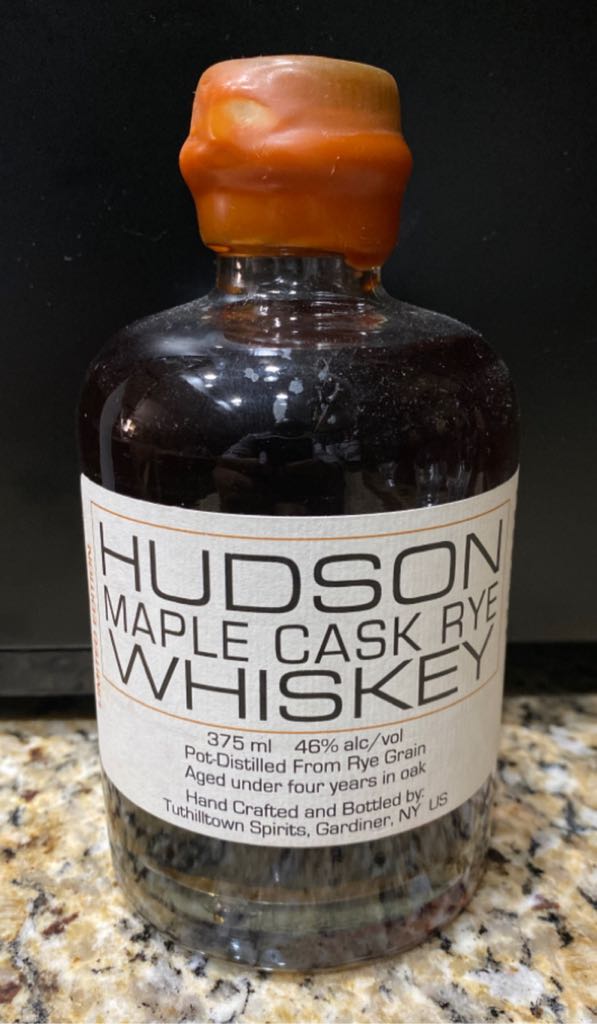 HUDSON
MAPLE CASK RYE
WHISKEY
375 ml 46% alc/vol
Pot-Distilled From Rye Grain
Aged under four years in oak
Hand Crafted and Bottled by:
Tuthilltown Spirits, Gardiner, NY US
EDITION